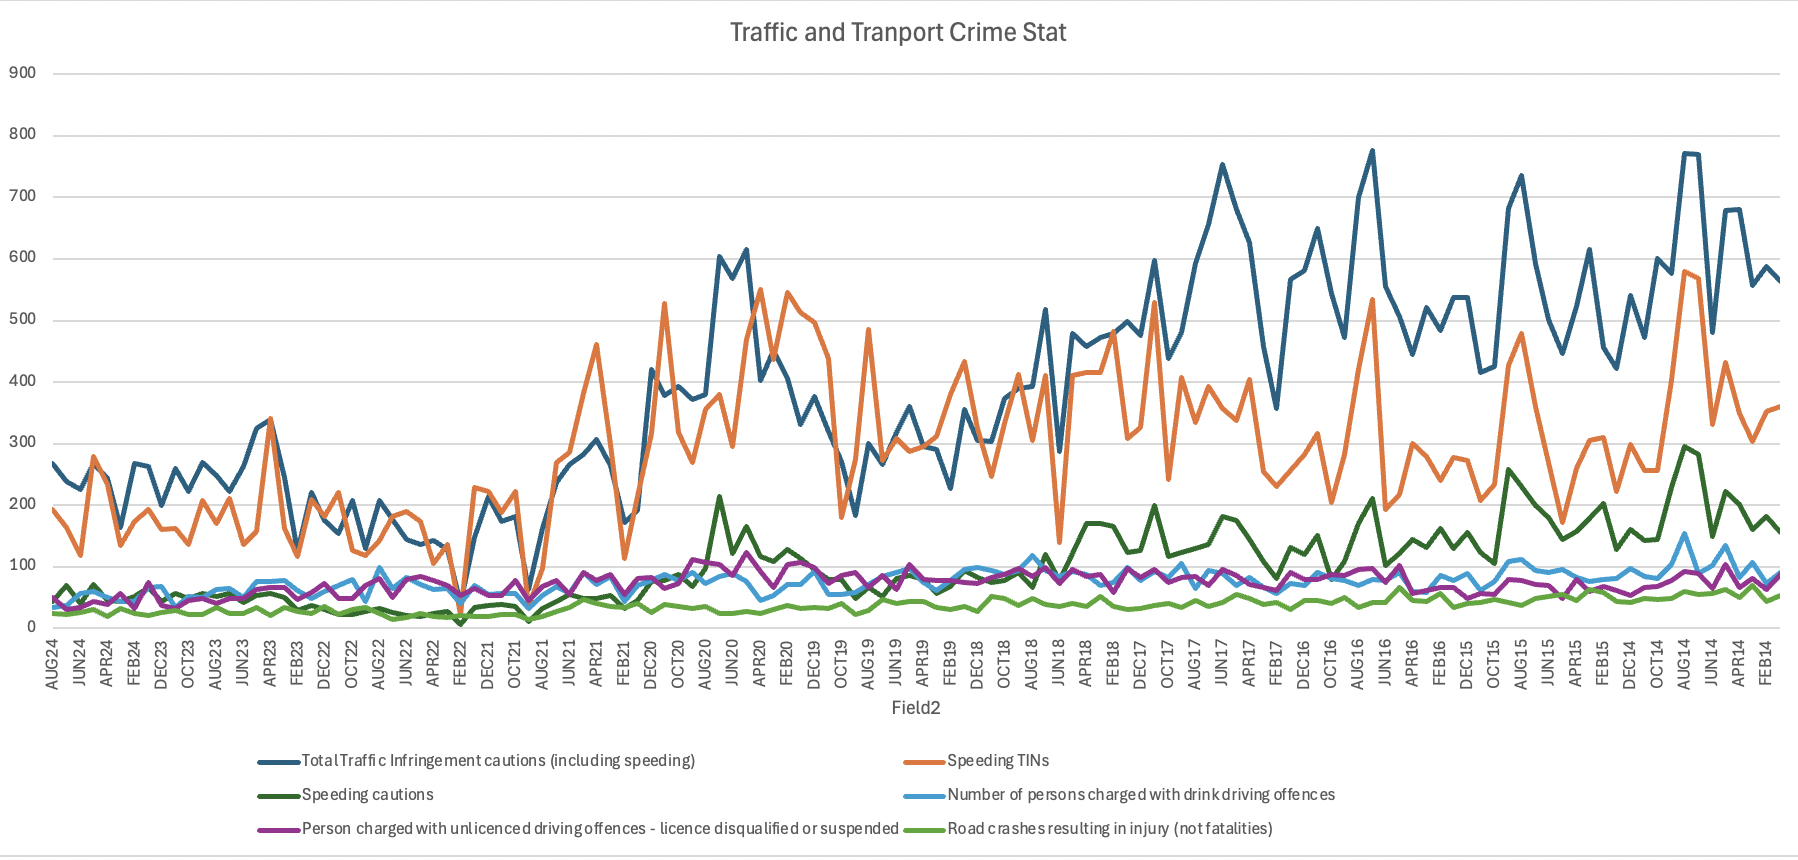 Traffic and Tranport Crime Stat
900
800
700
600
500
400
300
200
100
0
AUG24 JUN24 APR24 FEB24 DEC23 OCT23 AUG23 JUN23 APR23 FEB23 DEC22 OCT22 AUG22 JUN22 APR22 FEB22 DEC21 OCT21 AUG21 JUN21 APR21 FEB21 DEC20 OCT20 AUG20 JUN20 APR20 FEB20 DEC19 OCT19 AUG19 JUN19 APR19 FEB19 DEC18 OCT18 AUG18 JUN18 APR18 FEB18 DEC17 OCT17 AUG17 JUN17 APR17 FEB17 DEC16 OCT16 AUG16 JUN16 APR16 FEB16 DEC15 OCT15 AUG15 JUN15 APR15 FEB15 DEC14 OCT14 AUG14 JUN14 APR14 FEB14
Field2
Total Traffic Infringement cautions (including speeding) Speeding TINs
Speeding cautions Number of persons charged with drink driving offences
Person charged with unlicenced driving offences - licence disqualified or suspended Road crashes resulting in injury (not fatalities)